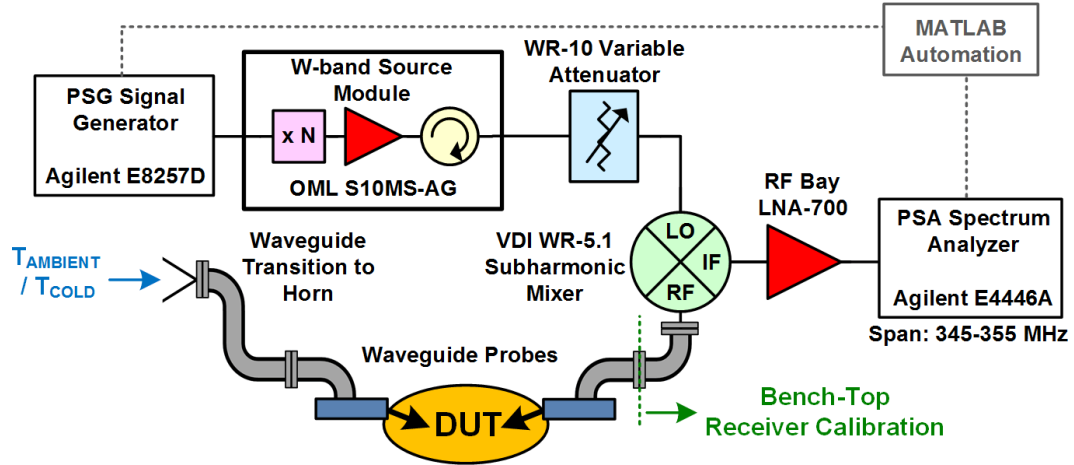 MATLAB
Automation
PSG Signal
Generator
Agilent E8257D
W-band Source
Module
x N
OML S10MS-AG
WR-10 Variable
Attenuator
RF Bay
LNA-700
PSA Spectrum
Analyzer
Agilent E4446A
Span: 345-355 MHz
LO
IF
RF
VDI WR-5.1
Subharmonic
Mixer
Waveguide
Transition to
Horn
TAMBIENT
/ TCOLD
Waveguide Probes
DUT
Bench-Top
Receiver Calibration